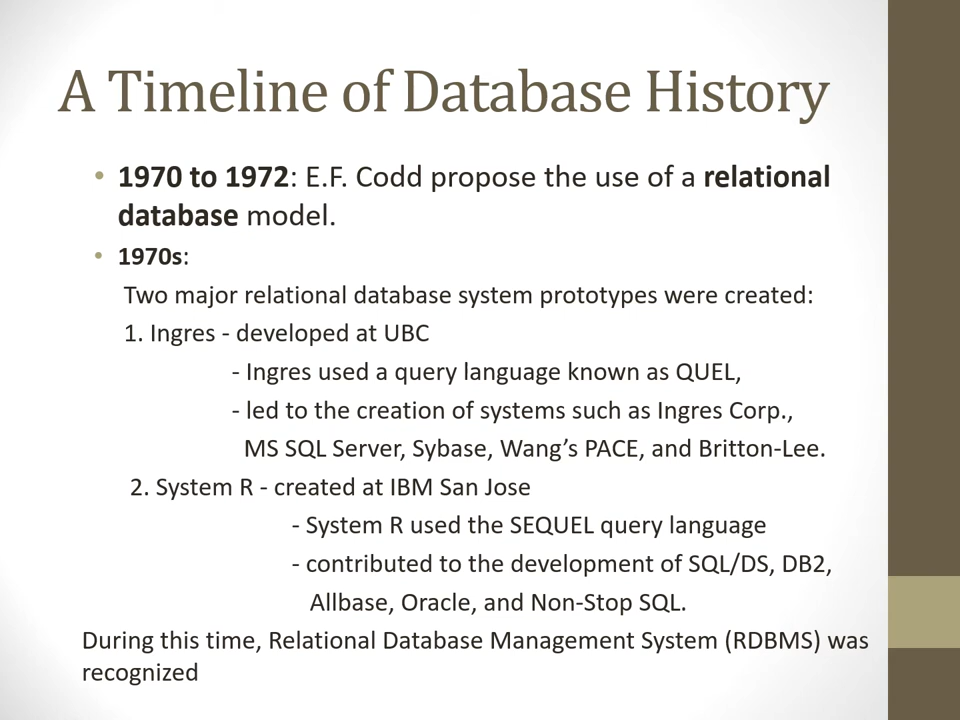 A Timeline of Database History
• 1970 to 1972: E.F. Codd propose the use of a relational
database model.
• 1970s:
Two major relational database system prototypes were created:
1. Ingres - developed at UBC
- Ingres used a query language known as QUEL,
- led to the creation of systems such as Ingres Corp.,
MS SQL Server, Sybase, Wang’s PACE, and Britton-Lee.
2. System R - created at IBM San Jose
- System R used the SEQUEL query language
- contributed to the development of SQL/DS, DB2,
Allbase, Oracle, and Non-Stop SQL.
During this time, Relational Database Management System (RDBMS) was
recognized